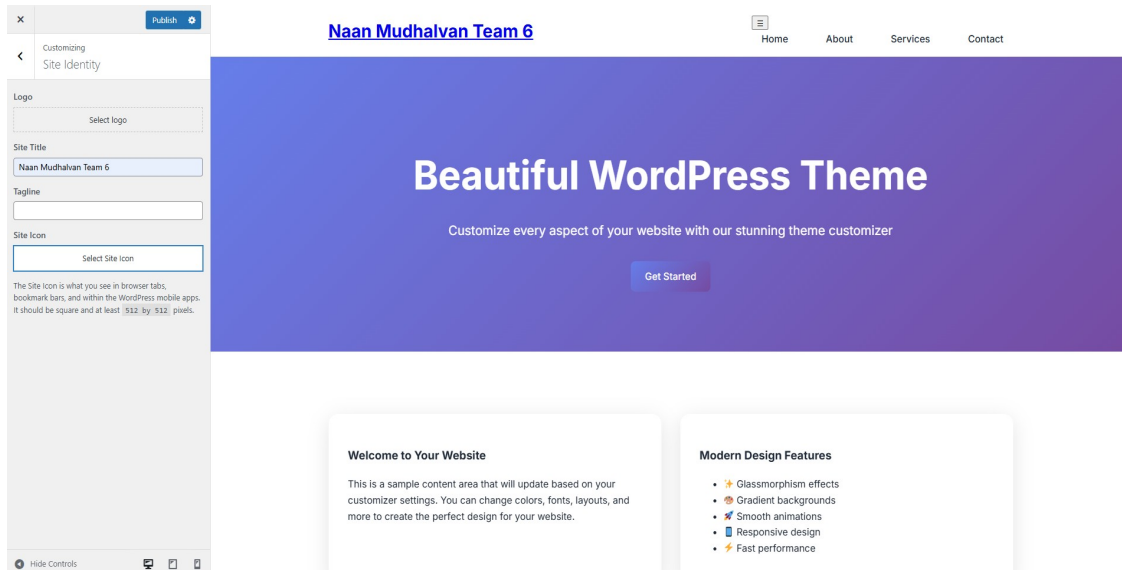 × Publish
Customizing
Site Identity
Logo
Select logo
Site Title
Naan Mudhalvan Team 6
Tagline
Site Icon
Select Site Icon
The Site Icon is what you see in browser tabs,
bookmark bars, and within the WordPress mobile apps.
It should be square and at least 512 by 512 pixels.
Hide Controls
Naan Mudhalvan Team 6
☰
Home About Services Contact
Beautiful WordPress Theme
Customize every aspect of your website with our stunning theme customizer
Get Started
Welcome to Your Website
This is a sample content area that will update based on your
customizer settings. You can change colors, fonts, layouts, and
more to create the perfect design for your website.
Modern Design Features
• ✨ Glassmorphism effects
• 🎨 Gradient backgrounds
• 🚀 Smooth animations
• 📱 Responsive design
• ⚡ Fast performance